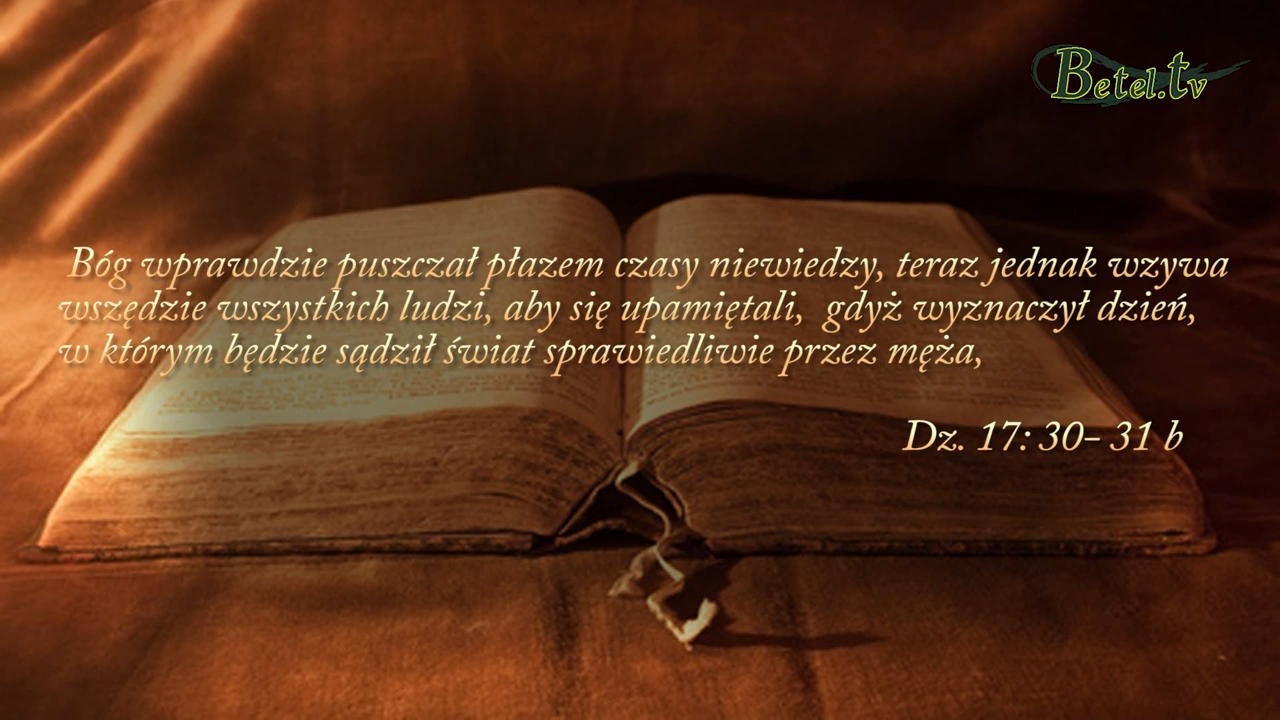 Betel.tv
Bóg wprawdzie puszczał płazem czasy niewiedzy, teraz jednak wzywa
wszędzie wszystkich ludzi, aby się upamiętali, gdyż wyznaczył dzień,
w którym będzie sądził świat sprawiedliwie przez męża,
Dz. 17: 30– 31 b